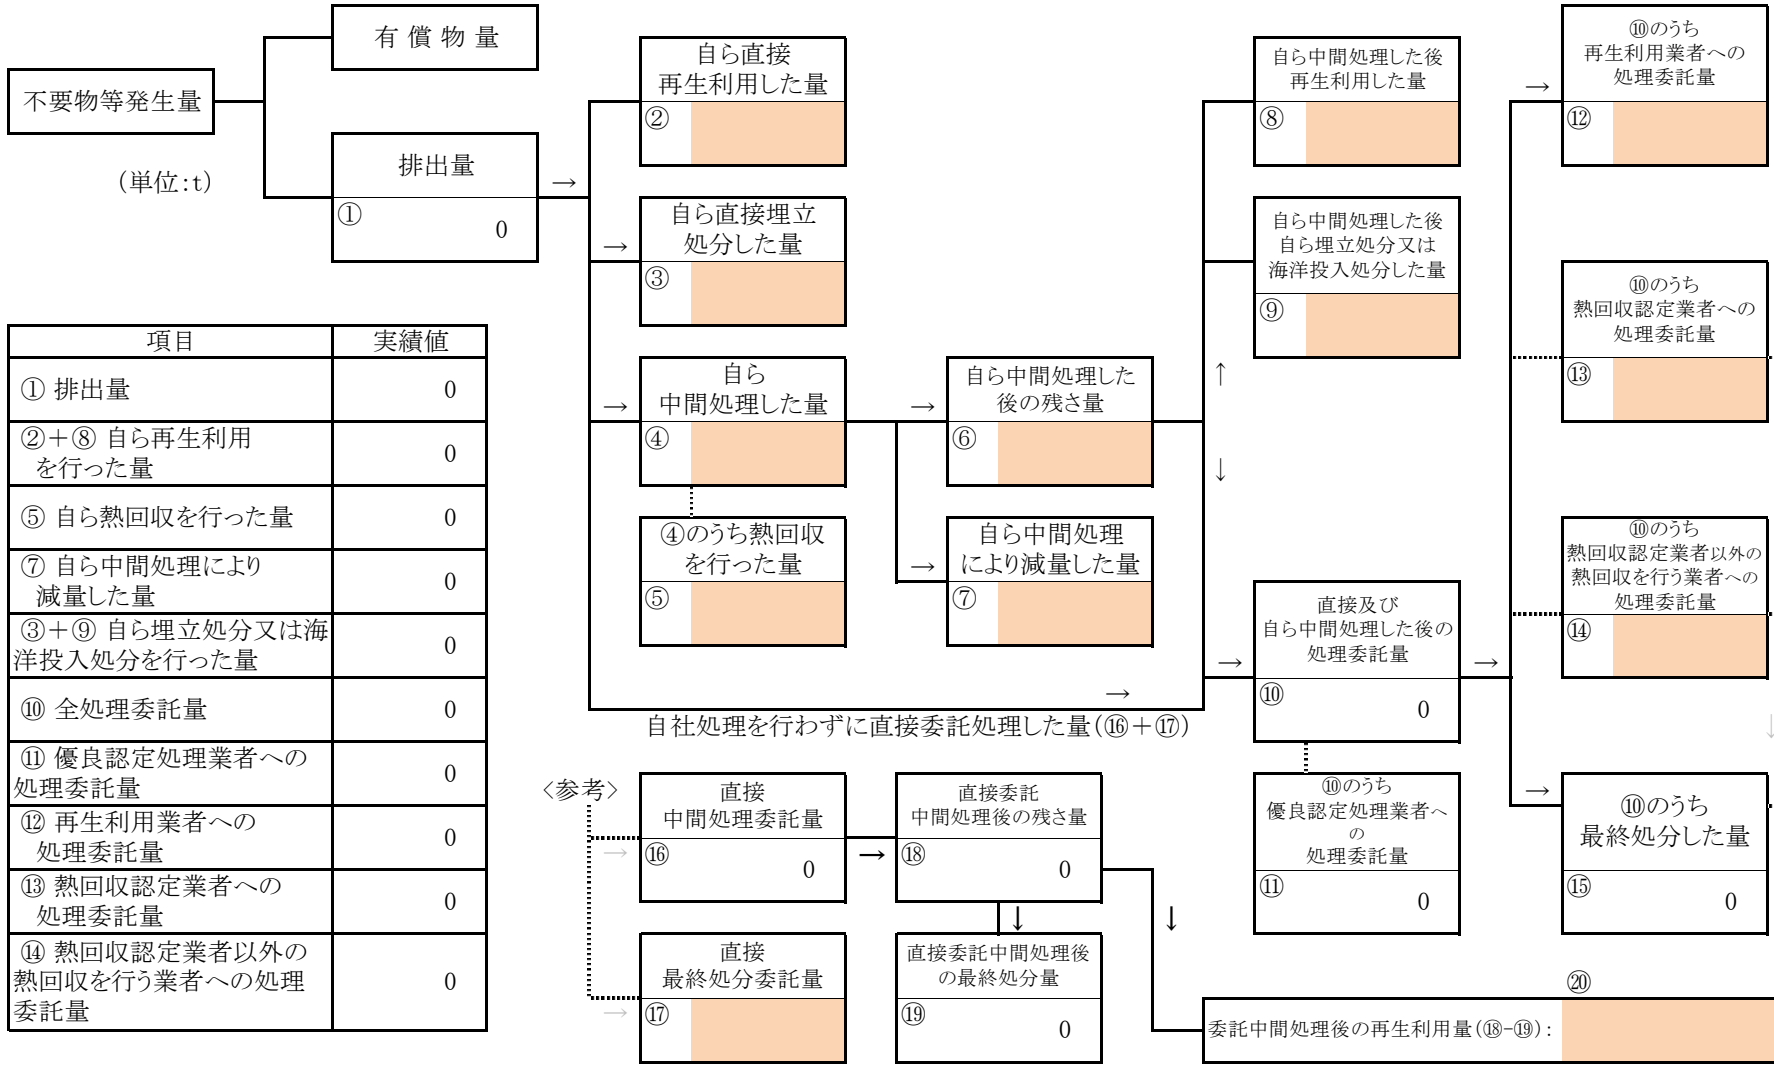 有 償 物 量
不要物等発生量
(単位:t)
排出量
①
0
→
自ら直接
再生利用した量
②
→
自ら直接埋立
処分した量
③
→
自ら
中間処理した量
④
④のうち熱回収
を行った量
⑤
→
自ら中間処理した
後の残さ量
⑥
→
自ら中間処理
により減量した量
⑦
↑
↓
自ら中間処理した後
再生利用した量
⑧
自ら中間処理した後
自ら埋立処分又は
海洋投入処分した量
⑨
→
自社処理を行わずに直接委託処理した量(⑯+⑰)
→
直接及び
自ら中間処理した後の
処理委託量
⑩
0
⑩のうち
優良認定処理業者へ
の
処理委託量
⑪
0
→
→
⑩のうち
再生利用業者への
処理委託量
⑫
⑩のうち
熱回収認定業者への
処理委託量
⑬
⑩のうち
熱回収認定業者以外の
熱回収を行う業者への
処理委託量
⑭
↓
→
⑩のうち
最終処分した量
⑮
0
項目 実績値
① 排出量 0
②+⑧ 自ら再生利用
を行った量
0
⑤ 自ら熱回収を行った量 0
⑦ 自ら中間処理により
減量した量
0
③+⑨ 自ら埋立処分又は海
洋投入処分を行った量
0
⑩ 全処理委託量 0
⑪ 優良認定処理業者への
処理委託量
0
⑫ 再生利用業者への
処理委託量
0
⑬ 熱回収認定業者への
処理委託量
0
⑭ 熱回収認定業者以外の
熱回収を行う業者への処理
委託量
0
<参考>
→
直接
中間処理委託量
⑯
0
→
直接委託
中間処理後の残さ量
⑱
0
↓
↓
→
直接
最終処分委託量
⑰
直接委託中間処理後
の最終処分量
⑲
0
⑳
委託中間処理後の再生利用量(⑱-⑲):